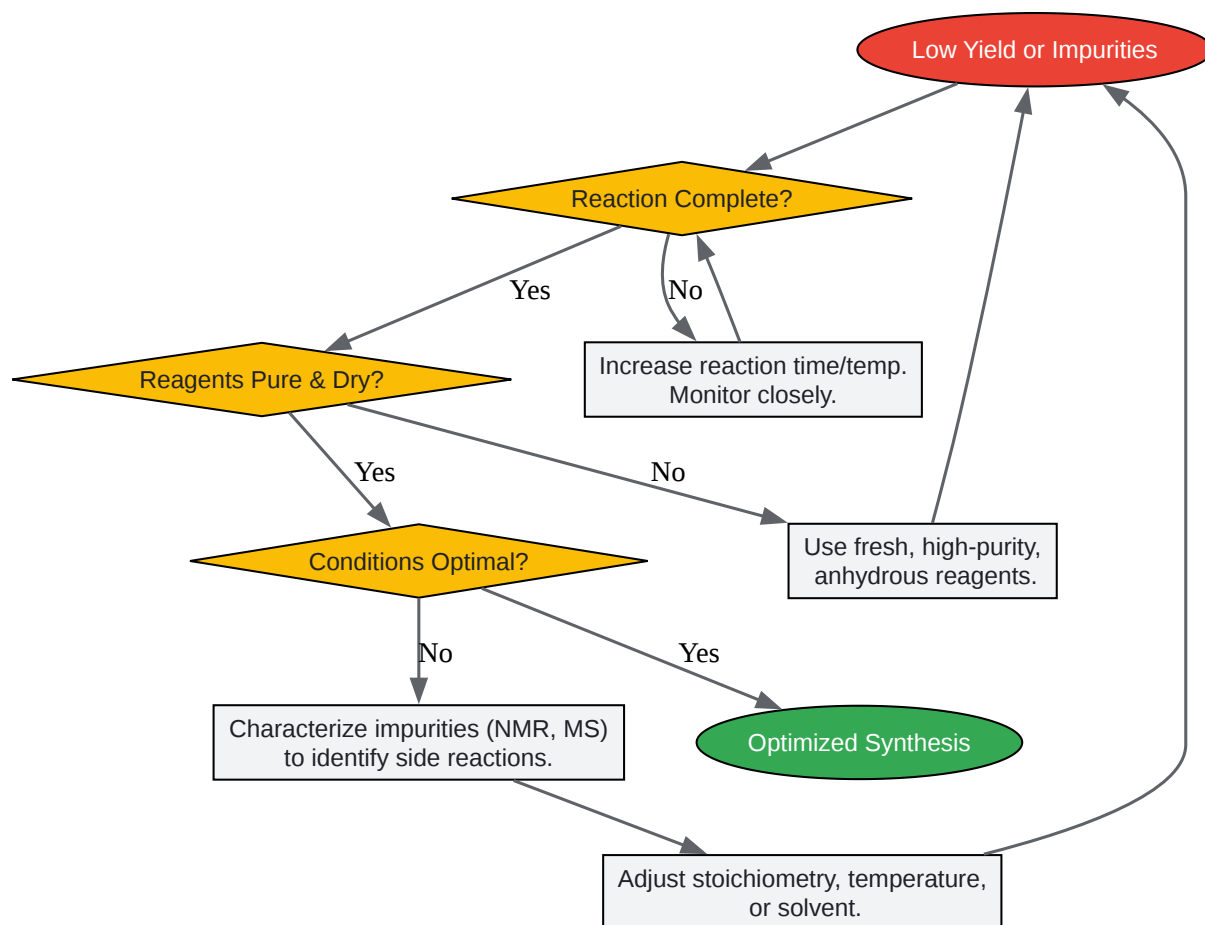 Low Yield or Impurities
Reaction Complete?
Yes
No
Increase reaction time/temp.
Monitor closely.
Reagents Pure & Dry?
Yes
No
Use fresh, high-purity,
anhydrous reagents.
Conditions Optimal?
No
Yes
Characterize impurities (NMR, MS)
to identify side reactions.
Optimized Synthesis
Adjust stoichiometry, temperature,
or solvent.